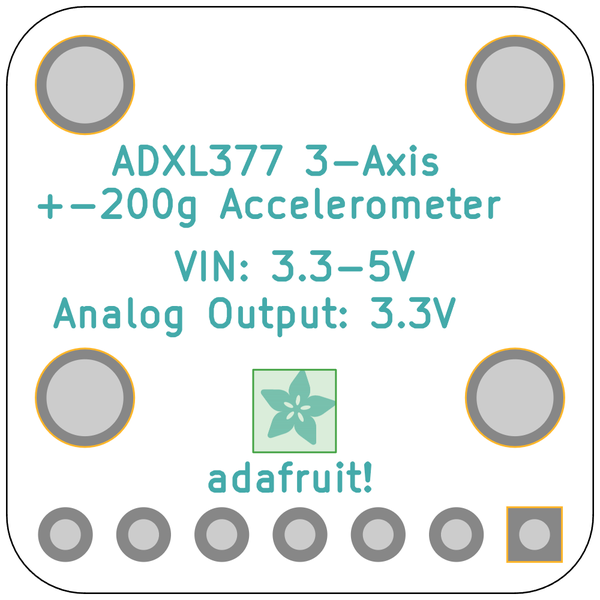 ADXL377 3-Axis
+-200g Accelerometer
VIN: 3.3-5V
Analog Output: 3.3V
adafruit!